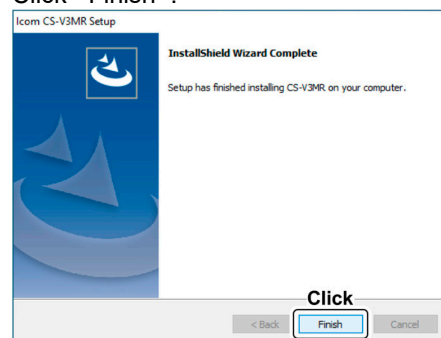 Click "Finish".
Icom CS-V3MR Setup
InstallShield Wizard Complete
Setup has finished installing CS-V3MR on your computer.
Click
< Back
Finish
Cancel